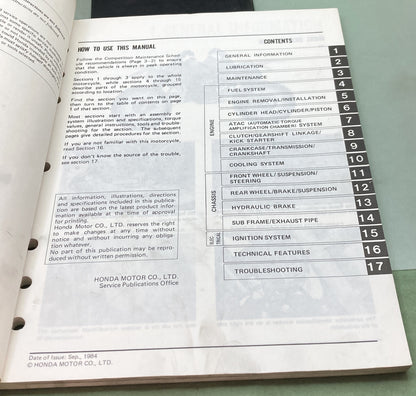 HOW TO USE THIS MANUAL
Follow the Competition Maintenance Sched-
ule recommendations (Page 3-3) to ensure
that the vehicle is always in peak operating
condition.
Sections 1 through 3 apply to the whole
motorcycle, while sections 4 through 15
describe parts of the motorcycle, grouped
according to location.
Find the section you want on this page,
then turn to the table of contents on page
1 of that section.
Most sections start with an assembly or
system illustration and specifications, torque
values, general instructions, tools and trouble
shooting for the section. The subsequent
pages give detailed procedures for the section.
If you are not familiar with this motorcycle,
read Section 16.
If you don't know the source of the trouble,
see section 17.
All information, illustrations, directions
and specifications included in this publica-
tion are based on the latest product infor-
mation available at the time of approval
for printing.
Honda Motor CO., LTD. reserves the right
to make changes at any time without
notice and without incurring any obliga-
tion whatever.
No part of this publication may be repro-
duced without written permission.
HONDA MOTOR CO., LTD.
Service Publications Office
Date of Issue: Sep., 1984
© HONDA MOTOR CO., LTD.
CONTENTS
GENERAL INFORMATION 1
LUBRICATION 2
MAINTENANCE 3
ENGINE
FUEL SYSTEM 4
ENGINE REMOVAL/INSTALLATION 5
CYLINDER HEAD/CYLINDER/PISTON 6
ATAC (AUTOMATIC TORQUE
AMPLIFICATION CHAMBER) SYSTEM 7
CLUTCH/GEARSHIFT LINKAGE/
KICK STARTER 8
CRANKCASE/TRANSMISSION/
CRANKSHAFT 9
COOLING SYSTEM 10
CHASSIS
FRONT WHEEL/SUSPENSION/
STEERING 11
REAR WHEEL/BRAKE/SUSPENSION 12
HYDRAULIC BRAKE 13
SUB FRAME/EXHAUST PIPE 14
ELEC
TRICAL
IGNITION SYSTEM 15
TECHNICAL FEATURES 16
TROUBLESHOOTING 17